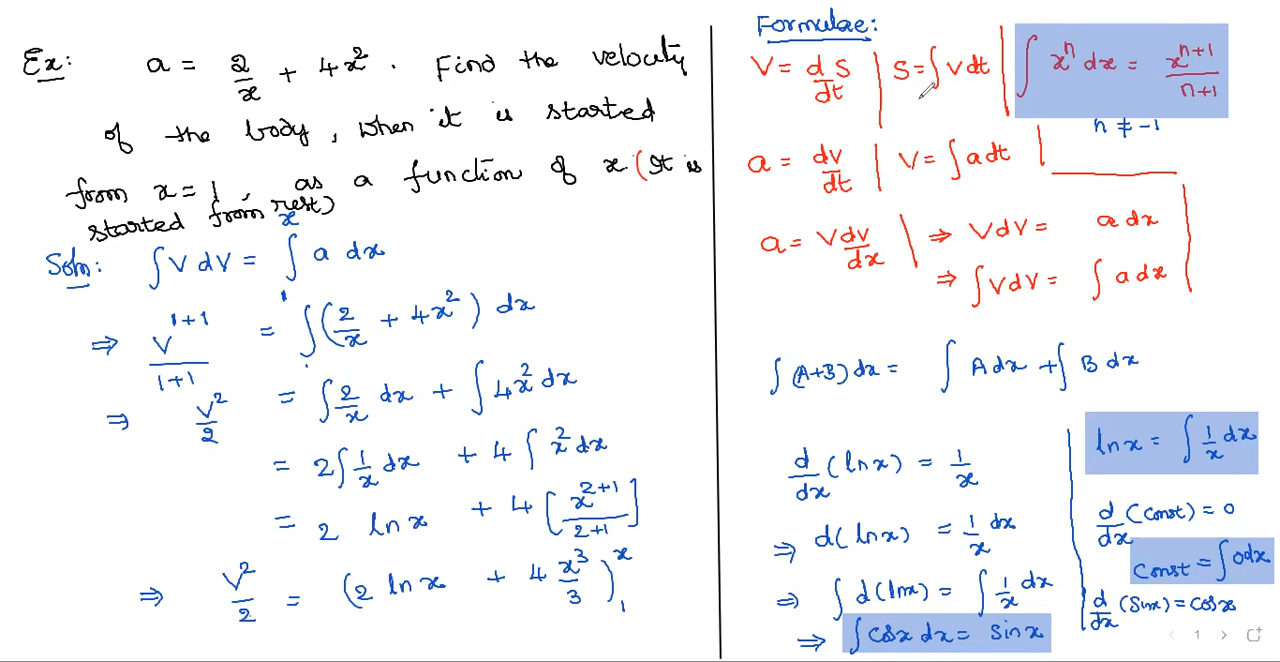 Ex: a = 2/x + 4x² . Find the velocity
of the body, when it is started
from x=1, as a function of x (It is
started from rest)
Soln: ∫ V dV = ∫₁ˣ a dx
⇒ V^(1+1)/(1+1) = ∫₁ (2/x + 4x²) dx
⇒ V²/2 = ∫ 2/x dx + ∫ 4x² dx
= 2∫ 1/x dx + 4 ∫ x² dx
= 2 ln x + 4 [x^(2+1)/(2+1)]
⇒ V²/2 = (2 ln x + 4 x³/3)₁ˣ
Formulae:
V = dS/dt | S = ∫ V dt | ∫ xⁿ dx = x^(n+1)/(n+1)
n ≠ -1
a = dv/dt | V = ∫ a dt
a = V dv/dx | ⇒ V dV = a dx
⇒ ∫ V dV = ∫ a dx
∫ (A+B) dx = ∫ A dx + ∫ B dx
d/dx (ln x) = 1/x
⇒ d(ln x) = 1/x dx
⇒ ∫ d(ln x) = ∫ 1/x dx
⇒ ∫ cos x dx = sin x
ln x = ∫ 1/x dx
d/dx (const) = 0
Const = ∫ 0 dx
d/dx (Sin x) = cos x
1